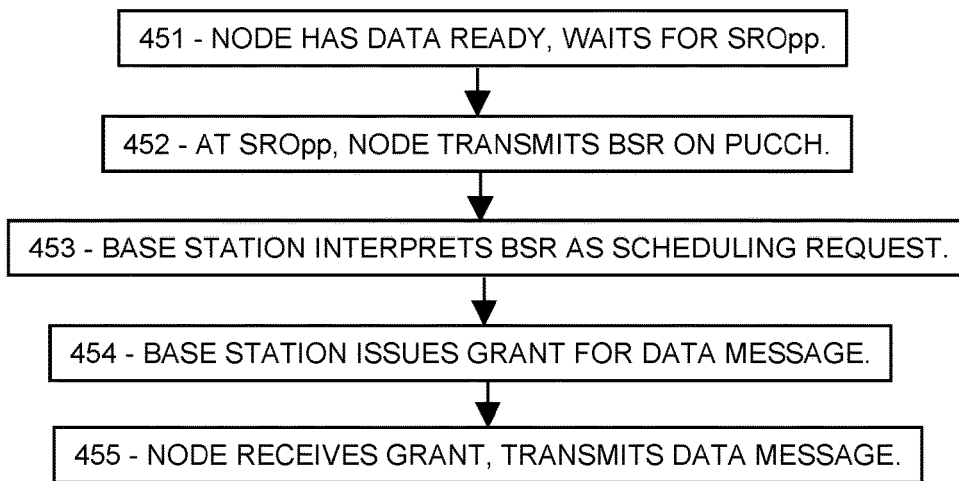 451 - NODE HAS DATA READY, WAITS FOR SROpp.
452 - AT SROpp, NODE TRANSMITS BSR ON PUCCH.
453 - BASE STATION INTERPRETS BSR AS SCHEDULING REQUEST.
454 - BASE STATION ISSUES GRANT FOR DATA MESSAGE.
455 - NODE RECEIVES GRANT, TRANSMITS DATA MESSAGE.